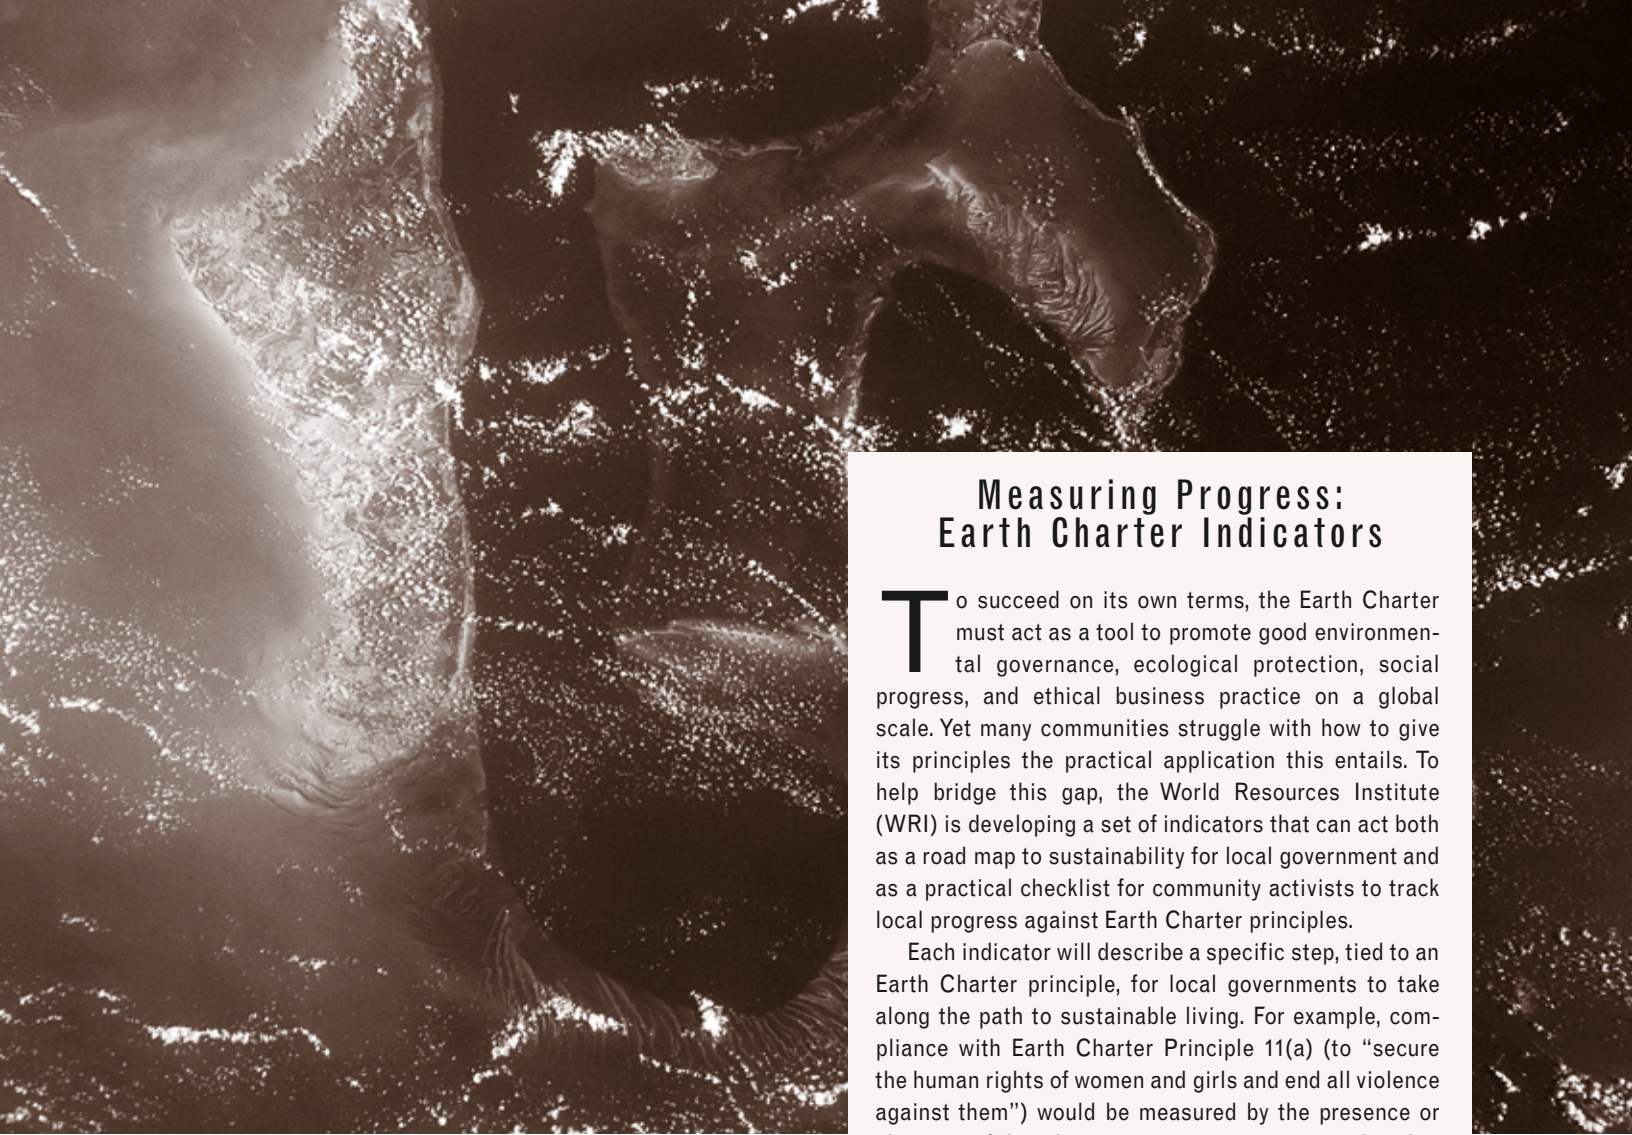 Measuring Progress:
Earth Charter Indicators
To succeed on its own terms, the Earth Charter
must act as a tool to promote good environmen-
tal governance, ecological protection, social
progress, and ethical business practice on a global
scale. Yet many communities struggle with how to give
its principles the practical application this entails. To
help bridge this gap, the World Resources Institute
(WRI) is developing a set of indicators that can act both
as a road map to sustainability for local government and
as a practical checklist for community activists to track
local progress against Earth Charter principles.
Each indicator will describe a specific step, tied to an
Earth Charter principle, for local governments to take
along the path to sustainable living. For example, com-
pliance with Earth Charter Principle 11(a) (to “secure
the human rights of women and girls and end all violence
against them”) would be measured by the presence or